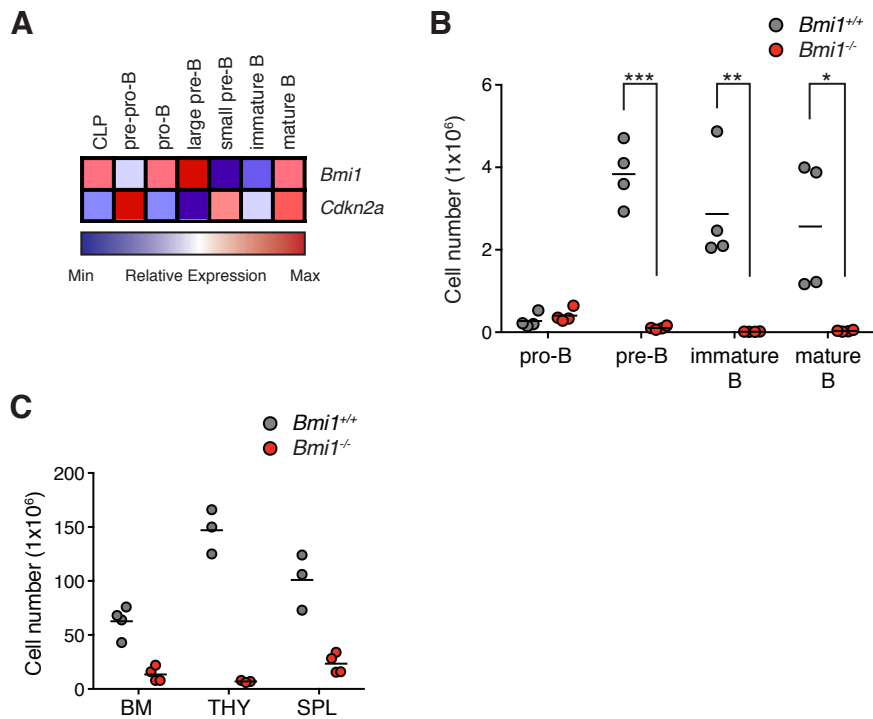 A
CLP
pre-pro-B
pro-B
large pre-B
small pre-B
immature B
mature B
Bmi1
Cdkn2a
Min Relative Expression Max
B
Bmi1+/+
Bmi1-/-
Cell number (1x10⁶)
6
4
2
0
***
**
*
pro-B pre-B immature B mature B
C
Bmi1+/+
Bmi1-/-
Cell number (1x10⁶)
200
150
100
50
0
BM THY SPL